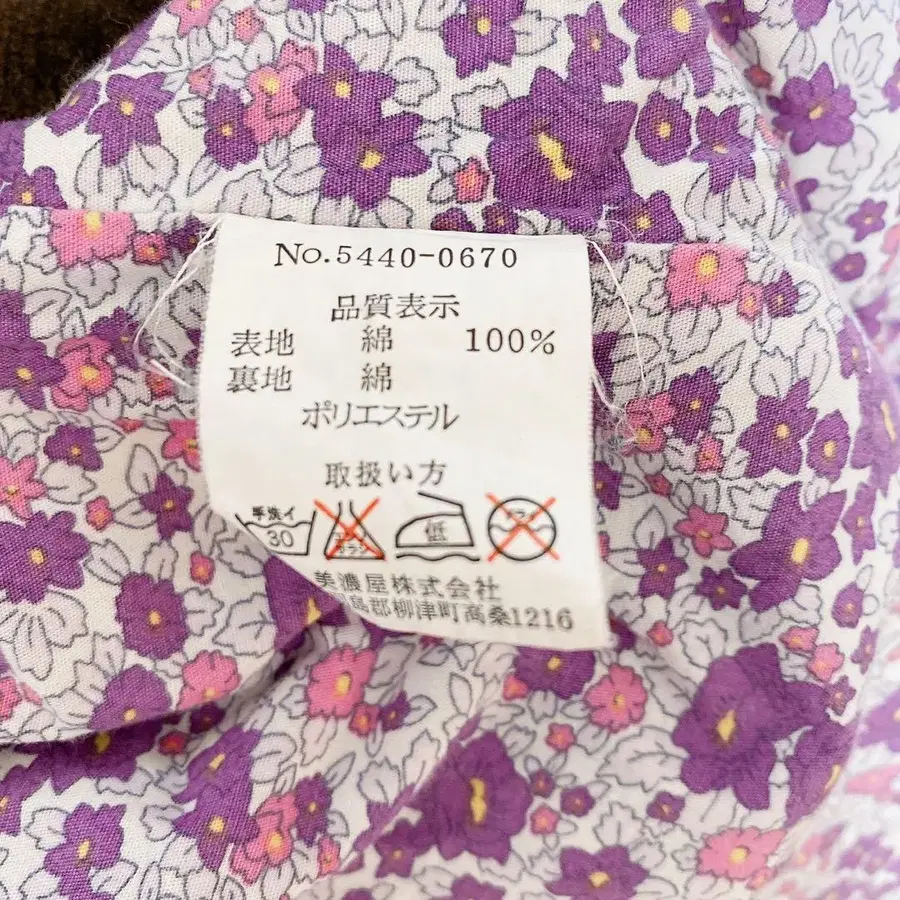 No.5440-0670
品質表示
表地 綿 100%
裏地 綿
ポリエステル
取扱い方
手洗イ
30
低
美濃屋株式会社
島郡柳津町高桑1216